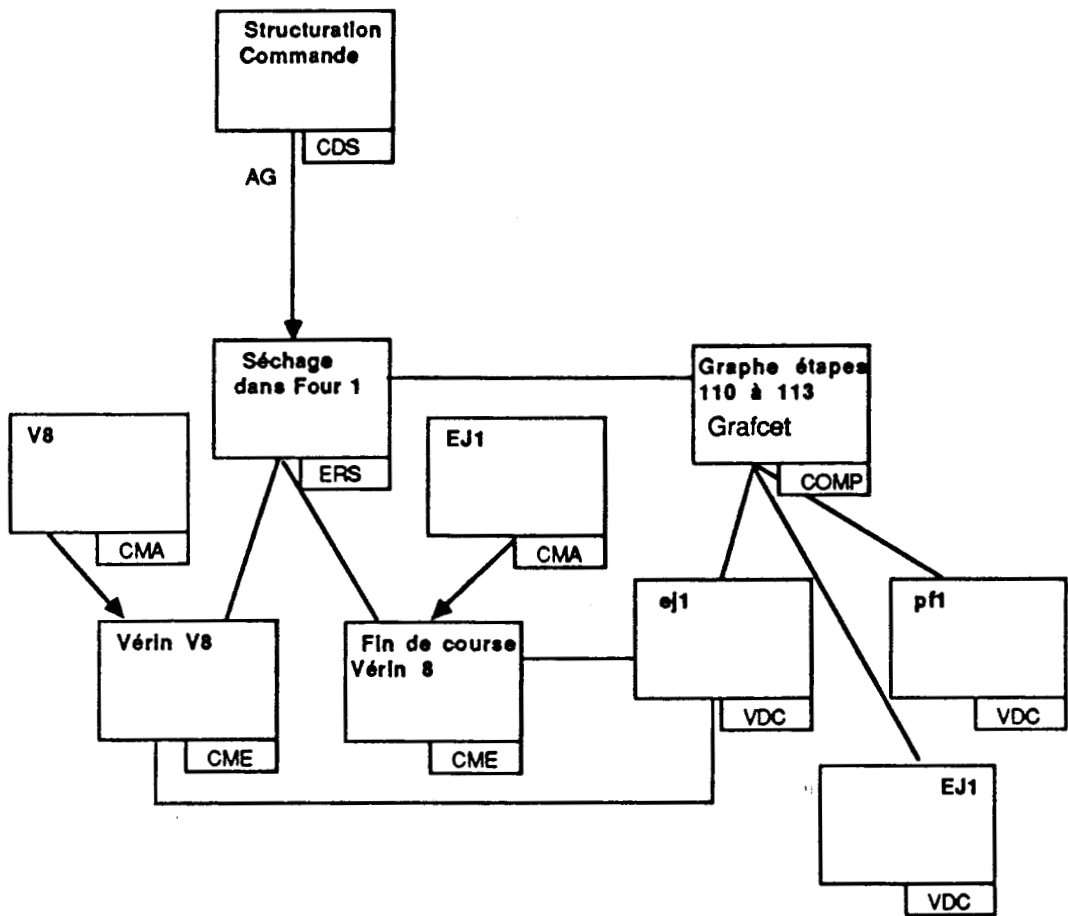 Structuration
Commande
CDS
AG
Séchage
dans Four 1
ERS
Graphe étapes
110 à 113
Grafcet
COMP
V8
CMA
EJ1
CMA
Vérin V8
CME
Fin de course
Vérin 8
CME
ej1
VDC
pf1
VDC
EJ1
VDC